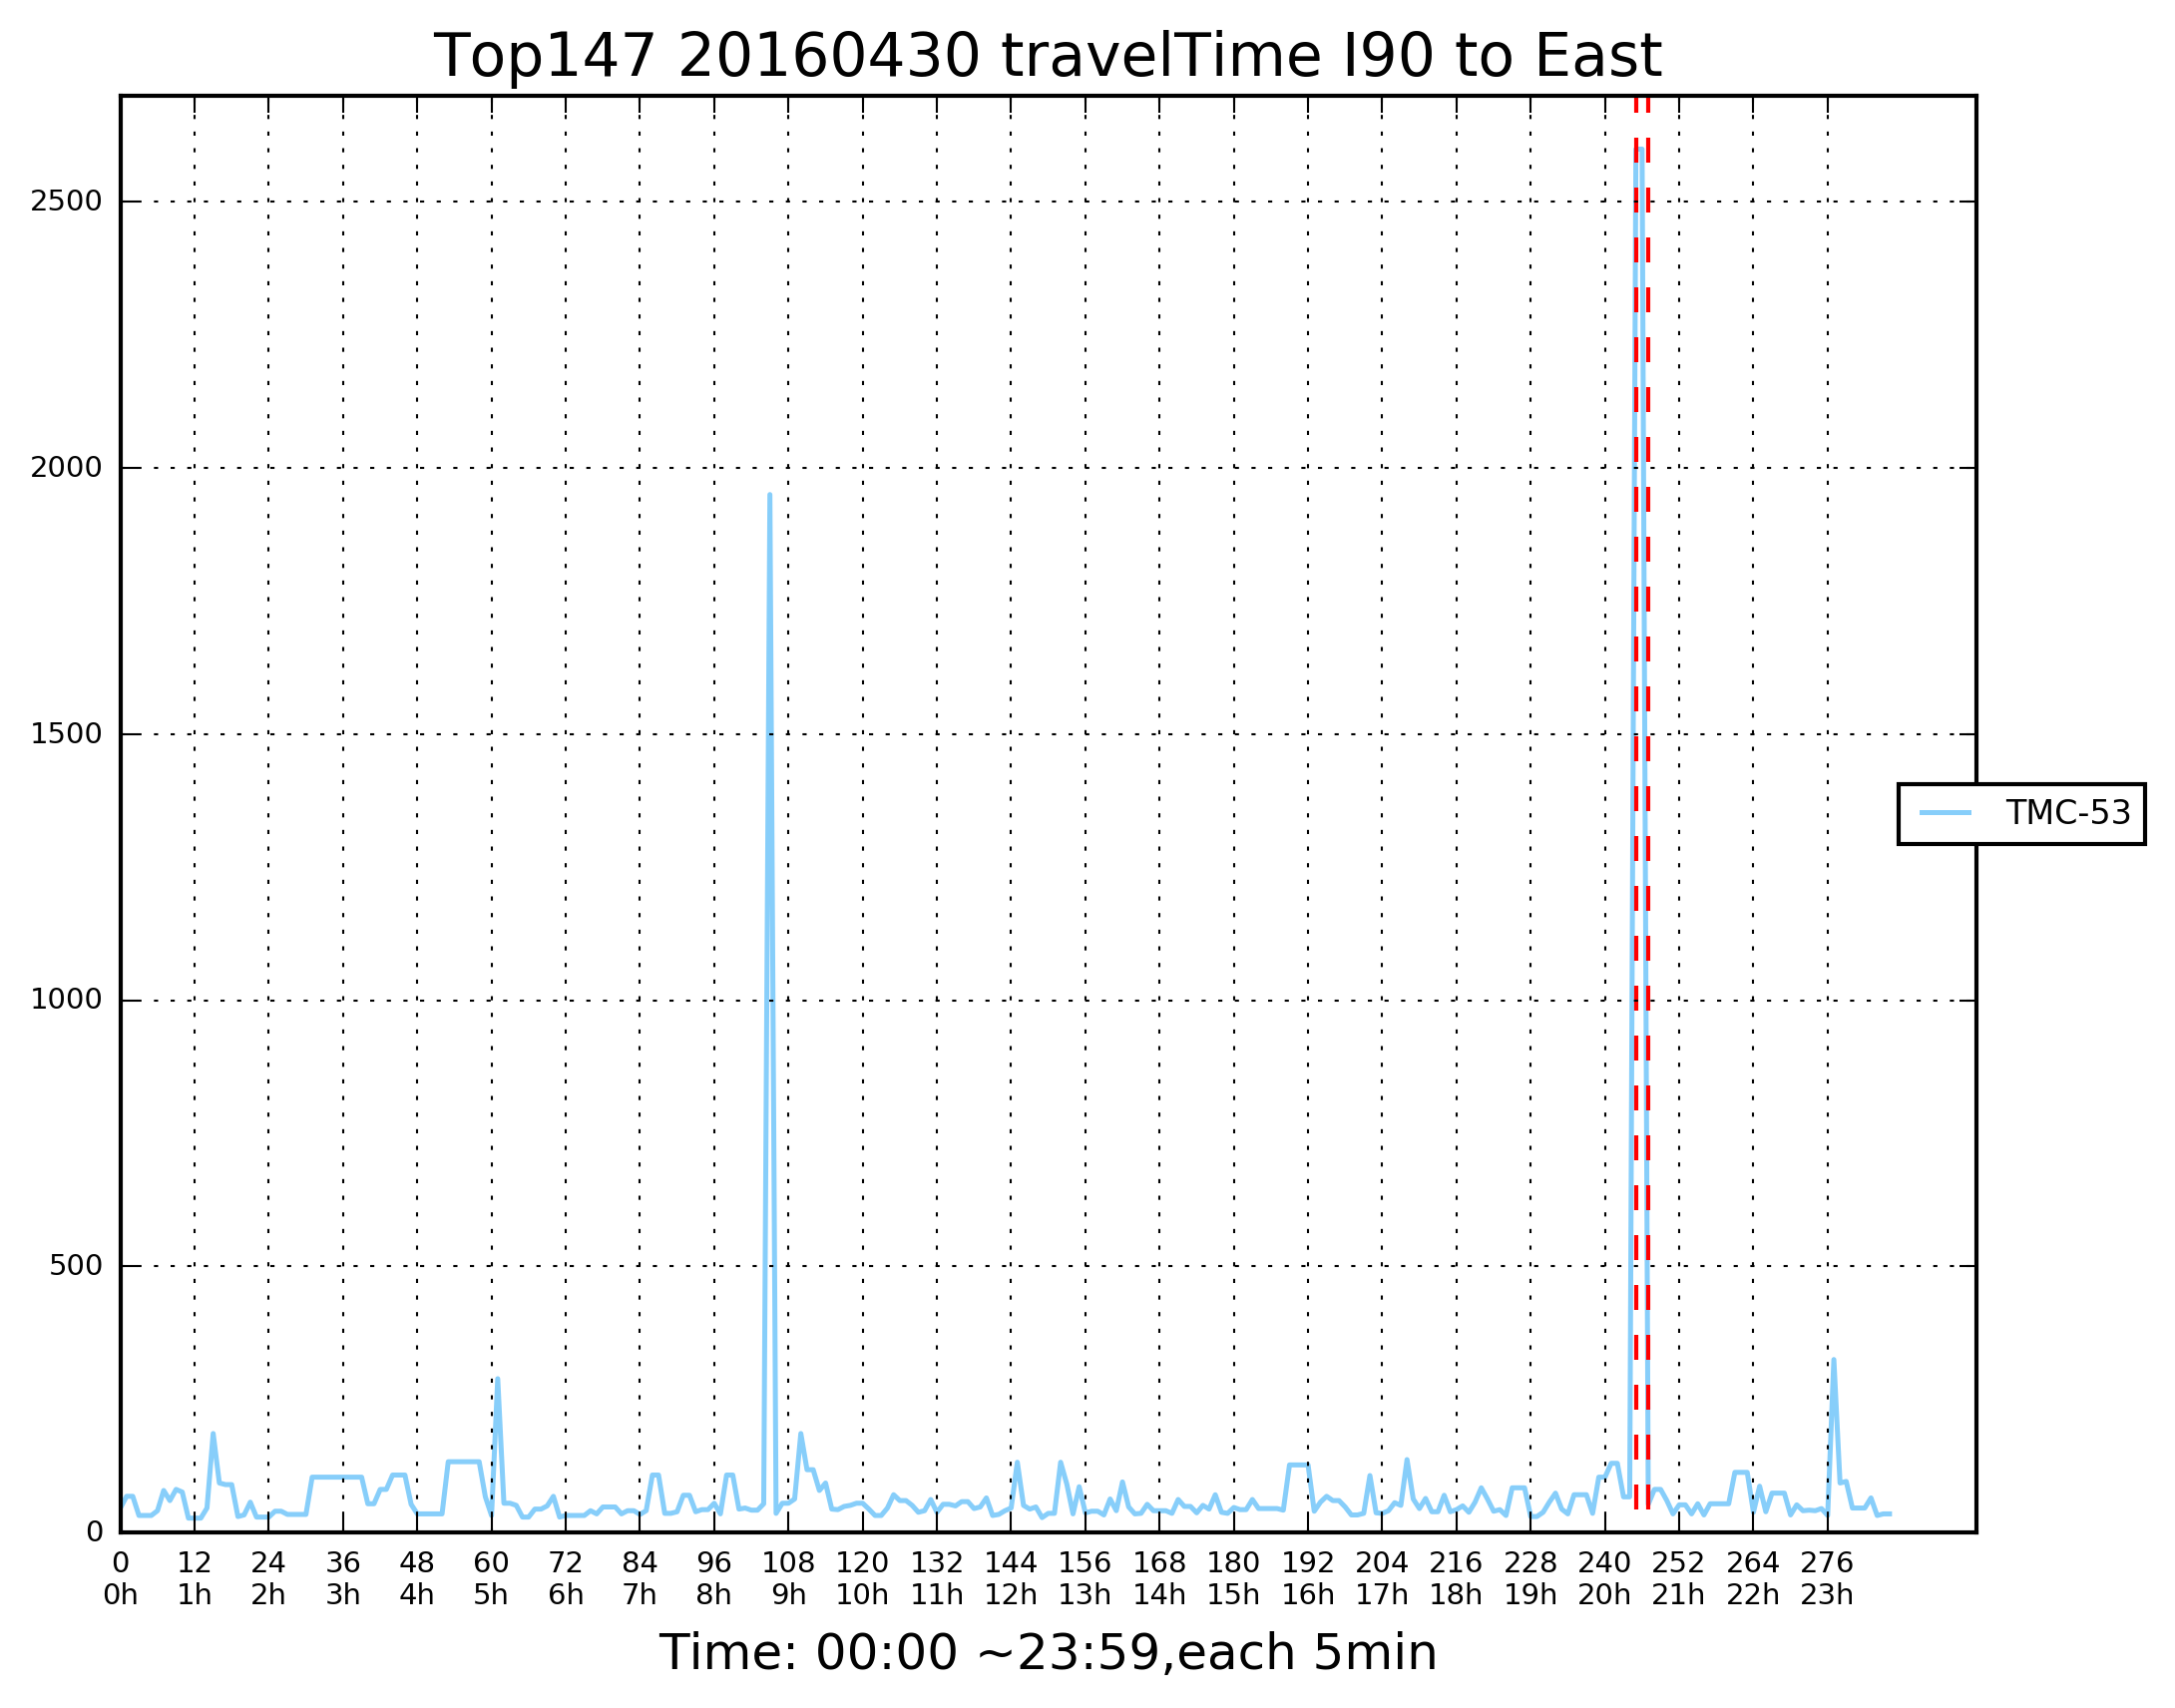 Top147 20160430 travelTime I90 to East
2500
2000
1500
1000
500
0
TMC-53
0 12 24 36 48 60 72 84 96 108 120 132 144 156 168 180 192 204 216 228 240 252 264 276
0h 1h 2h 3h 4h 5h 6h 7h 8h 9h 10h 11h 12h 13h 14h 15h 16h 17h 18h 19h 20h 21h 22h 23h
Time: 00:00 ~23:59,each 5min